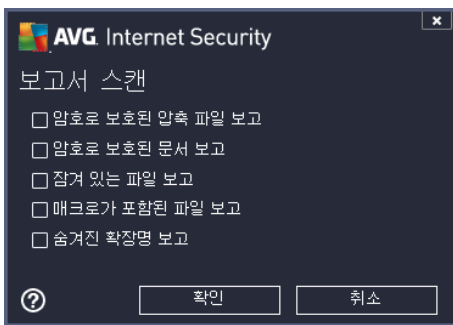 AVG. Internet Security
보고서 스캔
암호로 보호된 압축 파일 보고
암호로 보호된 문서 보고
잠겨 있는 파일 보고
매크로가 포함된 파일 보고
숨겨진 확장명 보고
확인
취소